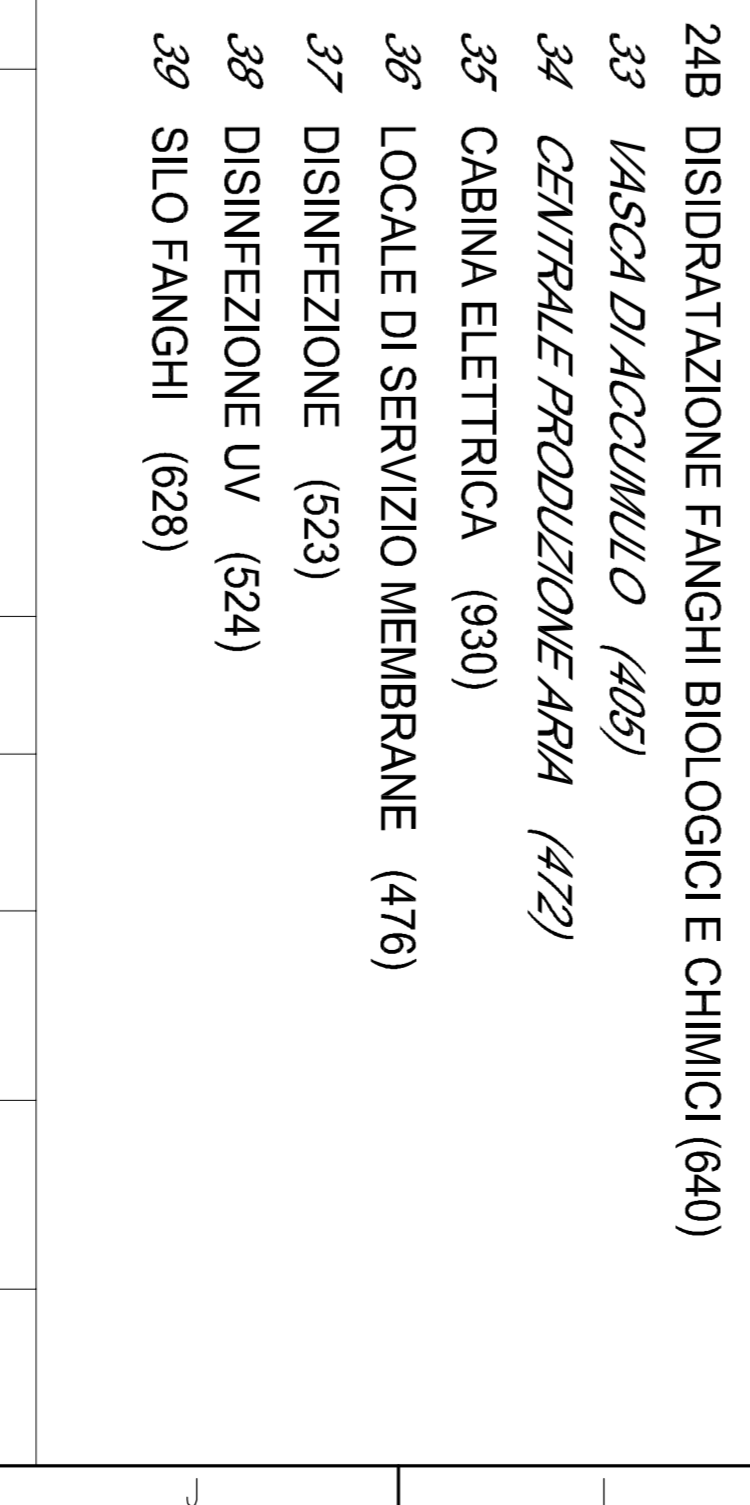 24B DISIDRATAZIONE FANGHI BIOLOGICI E CHIMICI (640)
33 VASCA DI ACCUMULO (405)
34 CENTRALE PRODUZIONE ARIA (472)
35 CABINA ELETTRICA (930)
36 LOCALE DI SERVIZIO MEMBRANE (476)
37 DISINFEZIONE (523)
38 DISINFEZIONE UV (524)
39 SILO FANGHI (628)
J